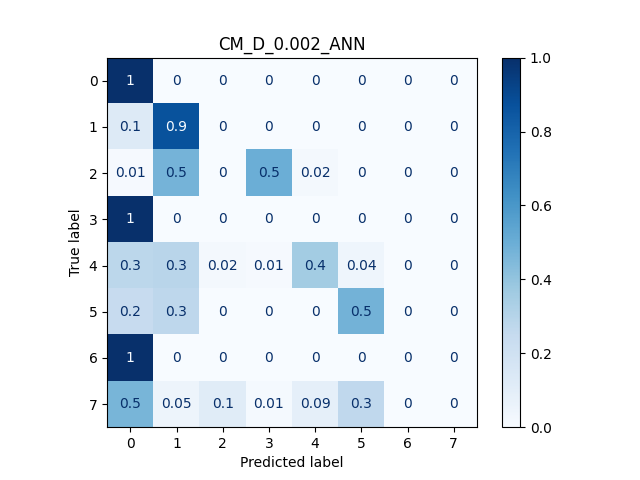 CM_D_0.002_ANN
0 1 0 0 0 0 0 0 0 1.0
1 0.1 0.9 0 0 0 0 0 0 0.8
2 0.01 0.5 0 0.5 0.02 0 0 0
3 1 0 0 0 0 0 0 0 0.6
True label
4 0.3 0.3 0.02 0.01 0.4 0.04 0 0 0.4
5 0.2 0.3 0 0 0 0.5 0 0
6 1 0 0 0 0 0 0 0 0.2
7 0.5 0.05 0.1 0.01 0.09 0.3 0 0 0.0
0 1 2 3 4 5 6 7
Predicted label